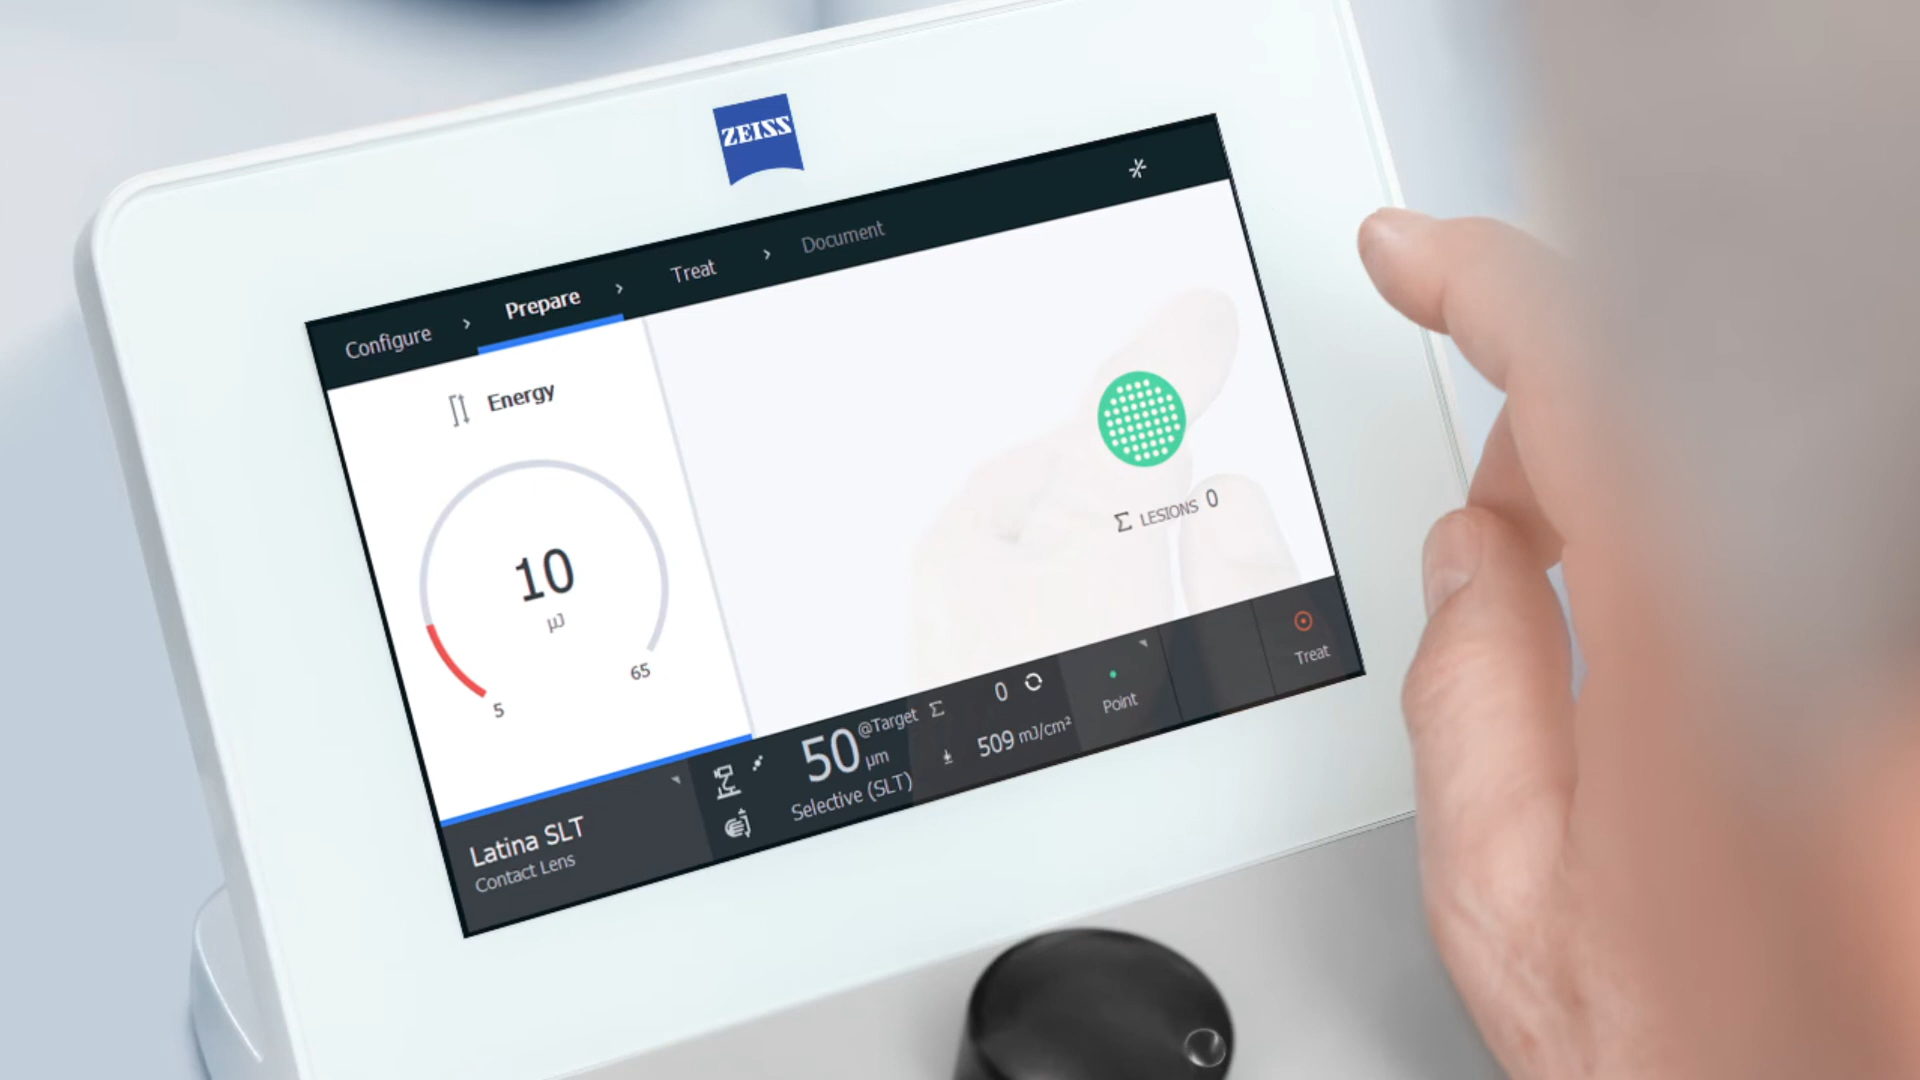 ZEISS
Configure > Prepare > Treat > Document
Energy
10
µJ
5
65
Σ LESIONS 0
Latina SLT
Contact Lens
50 @Target
µm
Selective (SLT)
Σ 0
509 mJ/cm²
Point
Treat